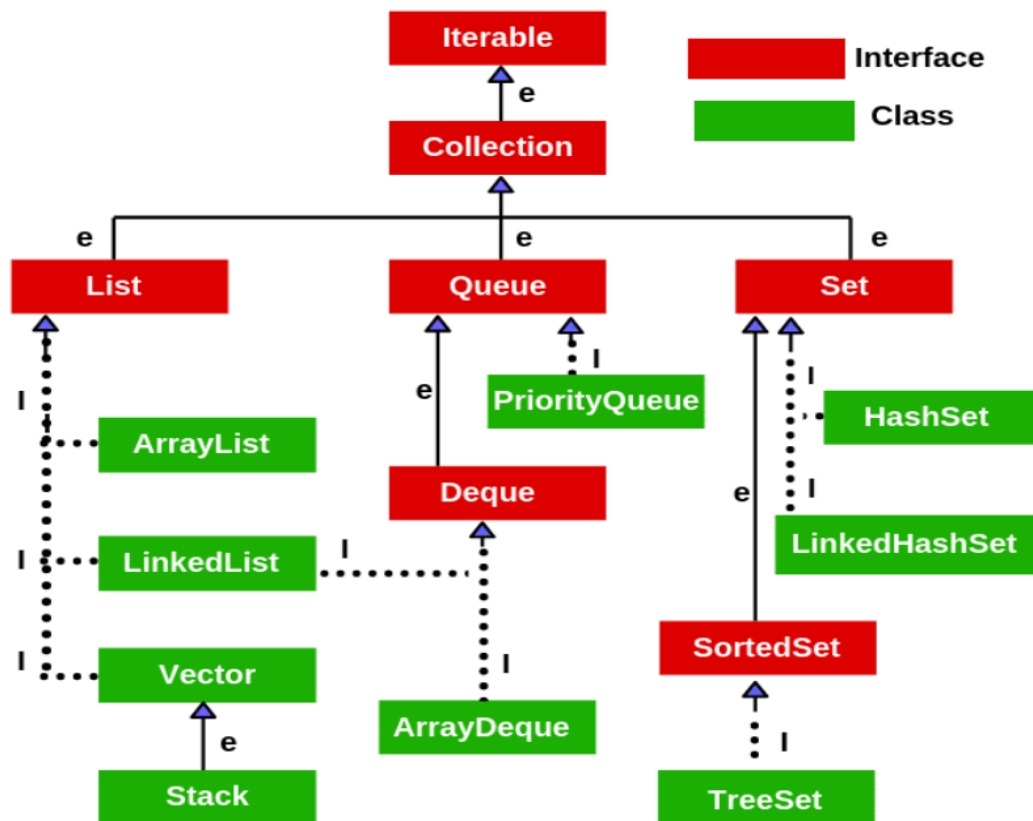 Iterable
Interface
e
Class
Collection
e
e
e
List
Queue
Set
I
I
I
e
PriorityQueue
HashSet
ArrayList
Deque
e
I
I
LinkedList
I
LinkedHashSet
I
Vector
I
SortedSet
ArrayDeque
e
I
Stack
TreeSet